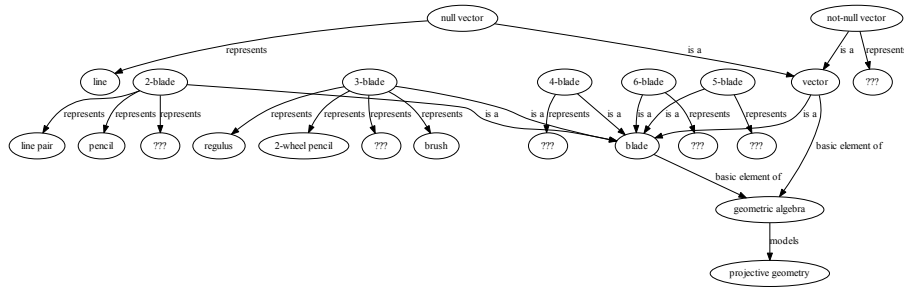 null vector
not-null vector
represents
is a
is a
represents
line
2-blade
3-blade
4-blade
6-blade
5-blade
vector
???
represents
represents
represents
is a
represents
represents
represents
represents
is a
represents
is a
is a
represents
is a
represents
is a
line pair
pencil
???
regulus
2-wheel pencil
???
brush
???
blade
???
???
basic element of
basic element of
geometric algebra
models
projective geometry